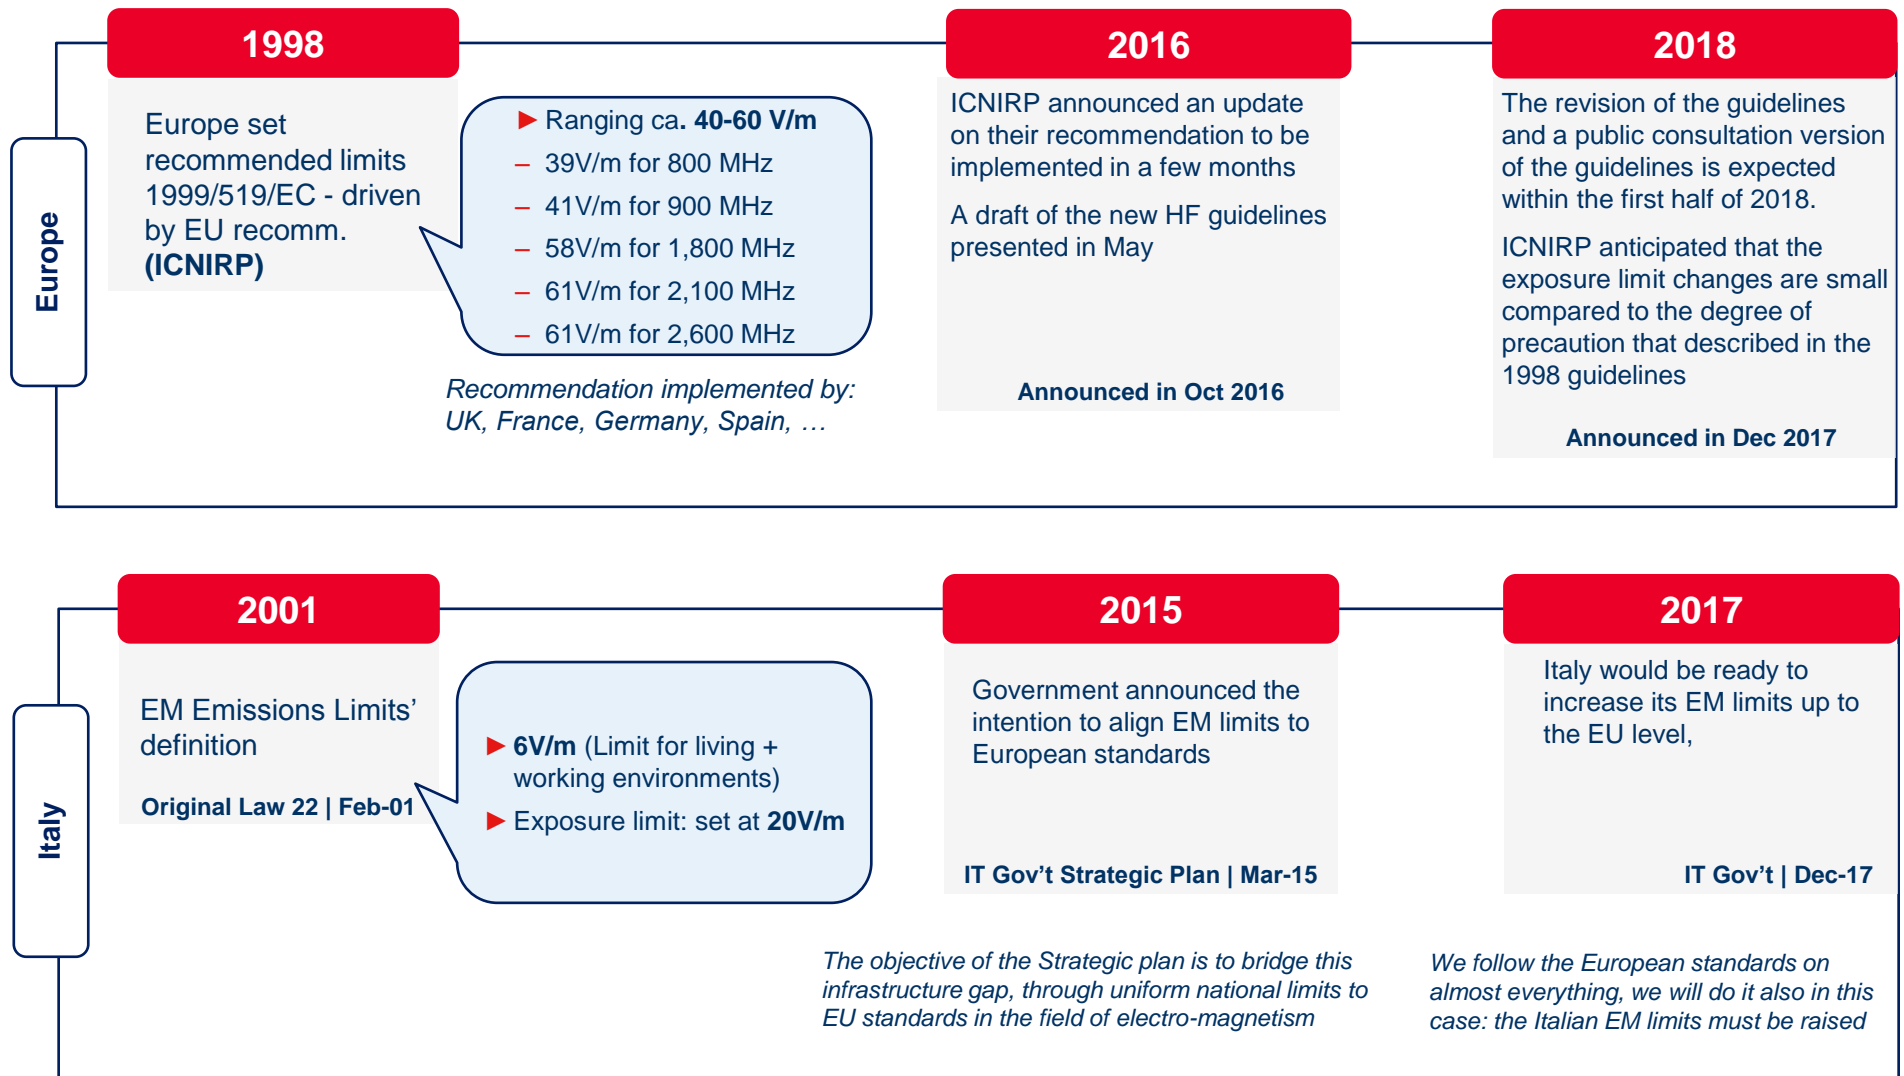 Europe
1998
Europe set
recommended limits
1999/519/EC - driven
by EU recomm.
(ICNIRP)
► Ranging ca. 40-60 V/m
– 39V/m for 800 MHz
– 41V/m for 900 MHz
– 58V/m for 1,800 MHz
– 61V/m for 2,100 MHz
– 61V/m for 2,600 MHz
Recommendation implemented by:
UK, France, Germany, Spain, …
2016
ICNIRP announced an update
on their recommendation to be
implemented in a few months
A draft of the new HF guidelines
presented in May
Announced in Oct 2016
2018
The revision of the guidelines
and a public consultation version
of the guidelines is expected
within the first half of 2018.
ICNIRP anticipated that the
exposure limit changes are small
compared to the degree of
precaution that described in the
1998 guidelines
Announced in Dec 2017
Italy
2001
EM Emissions Limits’
definition
Original Law 22 | Feb-01
► 6V/m (Limit for living +
working environments)
► Exposure limit: set at 20V/m
2015
Government announced the
intention to align EM limits to
European standards
IT Gov’t Strategic Plan | Mar-15
The objective of the Strategic plan is to bridge this
infrastructure gap, through uniform national limits to
EU standards in the field of electro-magnetism
2017
Italy would be ready to
increase its EM limits up to
the EU level,
IT Gov’t | Dec-17
We follow the European standards on
almost everything, we will do it also in this
case: the Italian EM limits must be raised